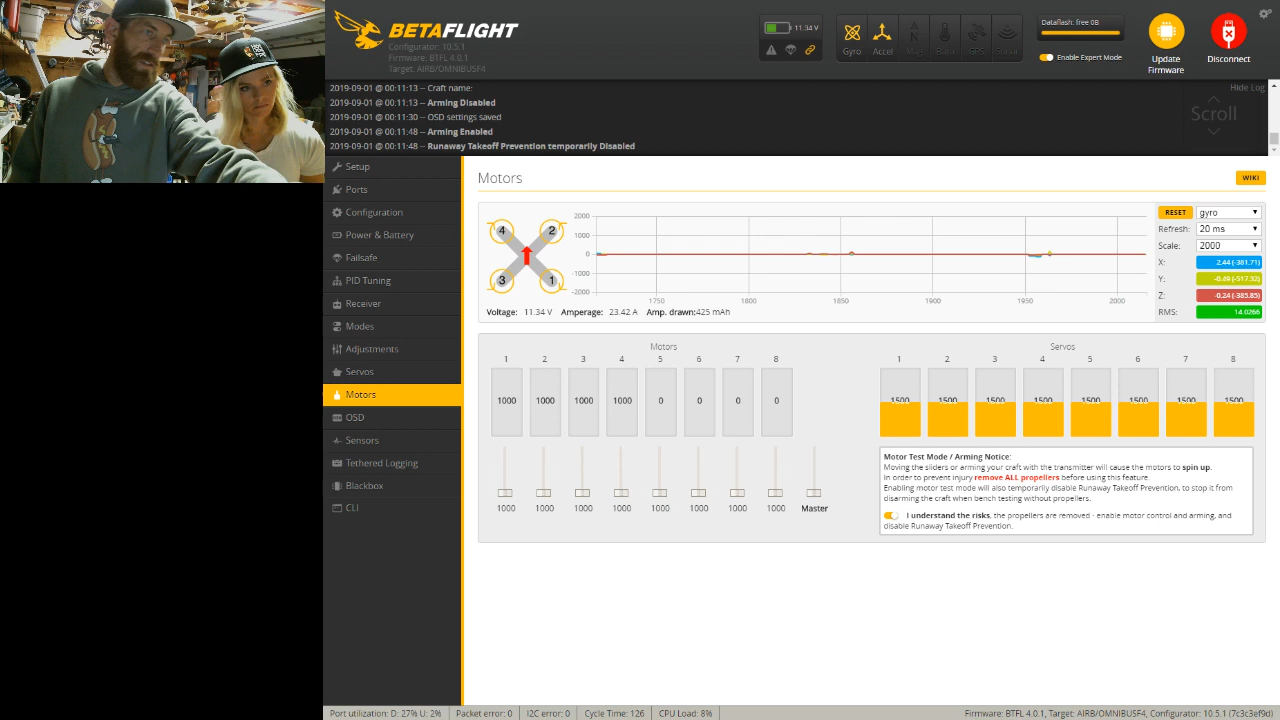 BETAFLIGHT
Configurator: 10.5.1
Firmware: BTFL 4.0.1
Target: AIRB/OMNIBUSF4
11.34 V
Gyro
Accel
Mag
Baro
GPS
Sonar
Dataflash: free 0B
Enable Expert Mode
Update
Firmware
Disconnect
2019-09-01 @ 00:11:13 -- Craft name:
2019-09-01 @ 00:11:13 -- Arming Disabled
2019-09-01 @ 00:11:30 -- OSD settings saved
2019-09-01 @ 00:11:48 -- Arming Enabled
2019-09-01 @ 00:11:48 -- Runaway Takeoff Prevention temporarily Disabled
Hide Log
Scroll
Setup
Ports
Configuration
Power & Battery
Failsafe
PID Tuning
Receiver
Modes
Adjustments
Servos
Motors
OSD
Sensors
Tethered Logging
Blackbox
CLI
Motors
WIKI
4 2
3 1
2000
1000
0
-1000
-2000
1750 1800 1850 1900 1950 2000
RESET gyro
Refresh: 20 ms
Scale: 2000
X: 2.44 (-381.71)
Y: -0.49 (-517.32)
Z: -0.24 (-385.85)
RMS: 14.0266
Voltage: 11.34 V Amperage: 23.42 A Amp. drawn:425 mAh
Motors
1 2 3 4 5 6 7 8
1000 1000 1000 1000 0 0 0 0
1000 1000 1000 1000 1000 1000 1000 1000 Master
Servos
1 2 3 4 5 6 7 8
1500 1500 1500 1500 1500 1500 1500 1500
Motor Test Mode / Arming Notice:
Moving the sliders or arming your craft with the transmitter will cause the motors to spin up.
In order to prevent injury remove ALL propellers before using this feature.
Enabling motor test mode will also temporarily disable Runaway Takeoff Prevention, to stop it from
disarming the craft when bench testing without propellers.
I understand the risks, the propellers are removed - enable motor control and arming, and
disable Runaway Takeoff Prevention.
Port utilization: D: 27% U: 2% Packet error: 0 I2C error: 0 Cycle Time: 126 CPU Load: 8% Firmware: BTFL 4.0.1, Target: AIRB/OMNIBUSF4, Configurator: 10.5.1 (7c3c3ef9d)